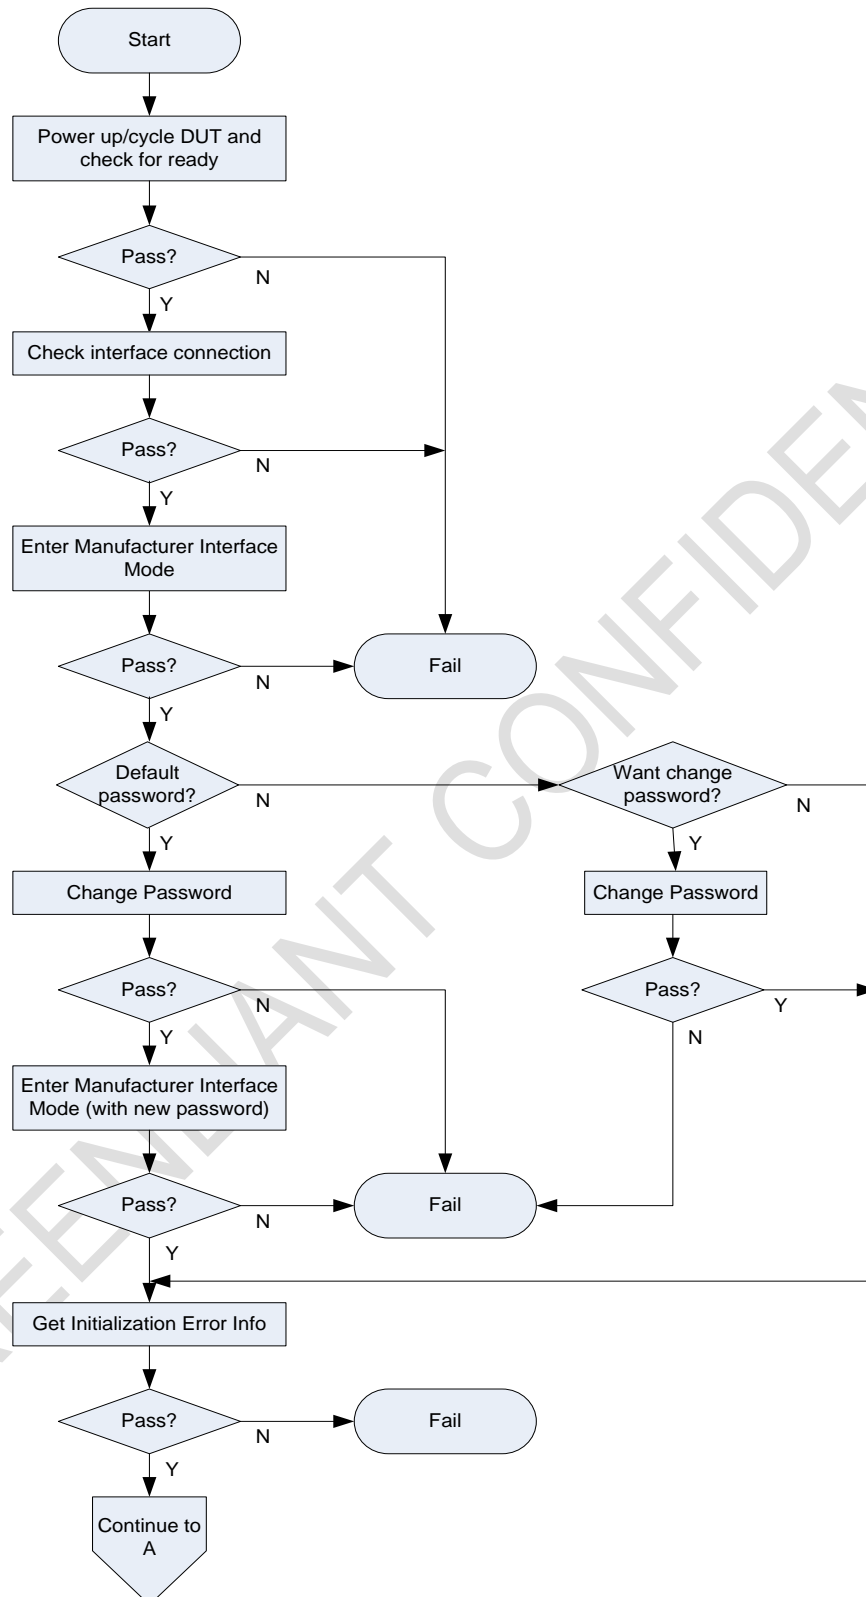 Start
Power up/cycle DUT and
check for ready
Pass?
N
Y
Check interface connection
Pass?
N
Y
Enter Manufacturer Interface
Mode
Pass?
N
Fail
Y
Default
password?
N
Want change
password?
N
Y
Y
Change Password
Change Password
Pass?
N
Pass?
Y
Y
N
Enter Manufacturer Interface
Mode (with new password)
Pass?
N
Fail
Y
Get Initialization Error Info
Pass?
N
Fail
Y
Continue to
A
REENLIANT CONFIDEN